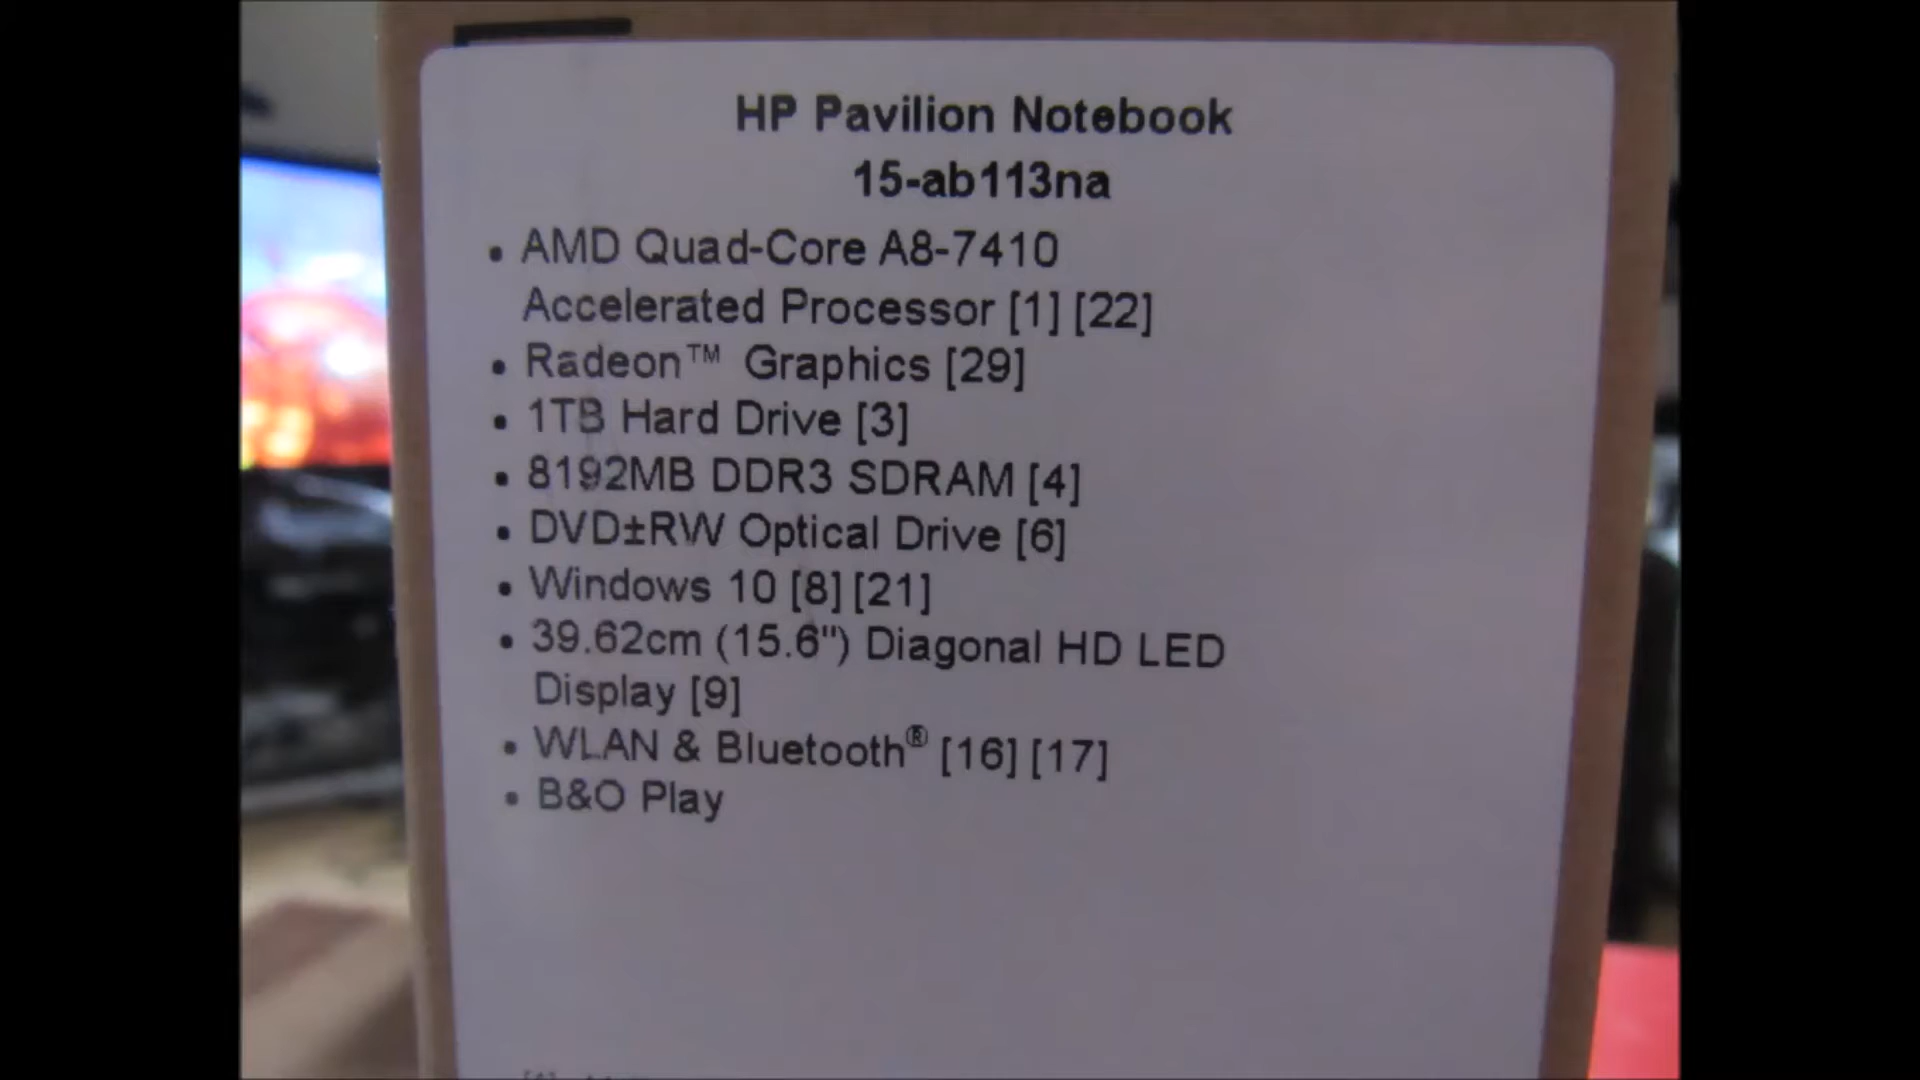 HP Pavilion Notebook
15-ab113na
• AMD Quad-Core A8-7410
Accelerated Processor [1] [22]
• Radeon™ Graphics [29]
• 1TB Hard Drive [3]
• 8192MB DDR3 SDRAM [4]
• DVD±RW Optical Drive [6]
• Windows 10 [8] [21]
• 39.62cm (15.6") Diagonal HD LED
Display [9]
• WLAN & Bluetooth® [16] [17]
• B&O Play